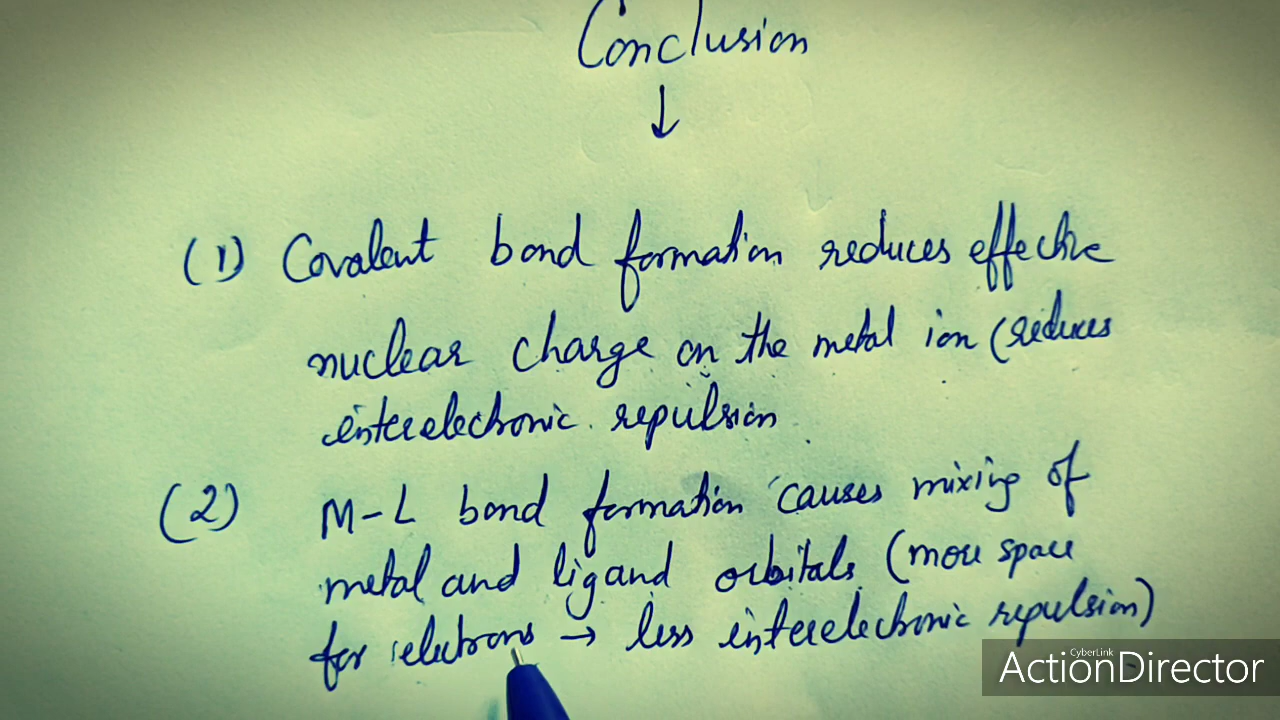 Conclusion
↓
(1) Covalent bond formation reduces effective
nuclear charge on the metal ion (reduces
interelectronic repulsion
(2) M-L bond formation causes mixing of
metal and ligand orbitals (more space
for electrons → less interelectronic repulsion)
CyberLink
ActionDirector